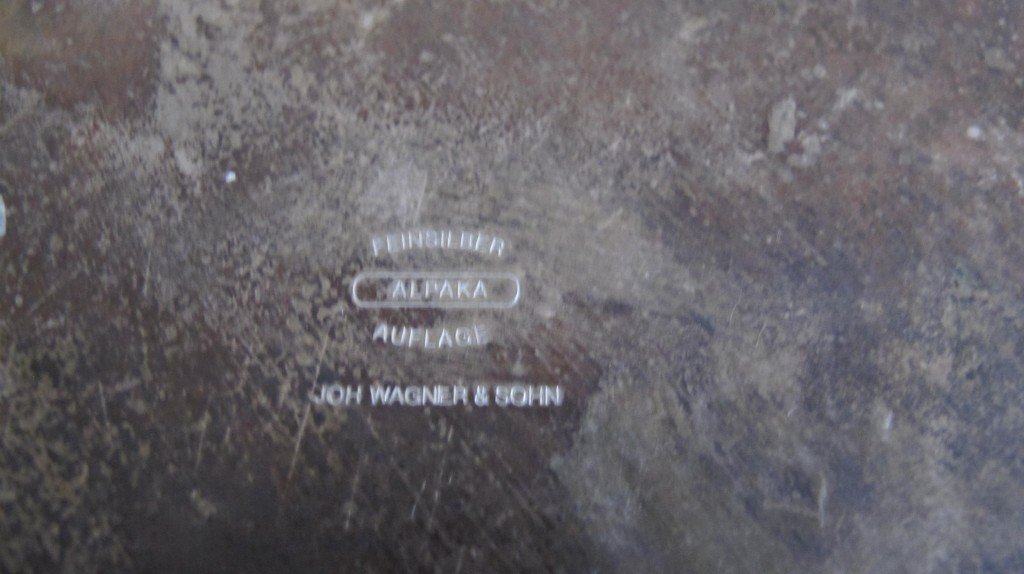 FEINSILBER
ALPAKA
AUFLAGE
JOH WAGNER & SOHN